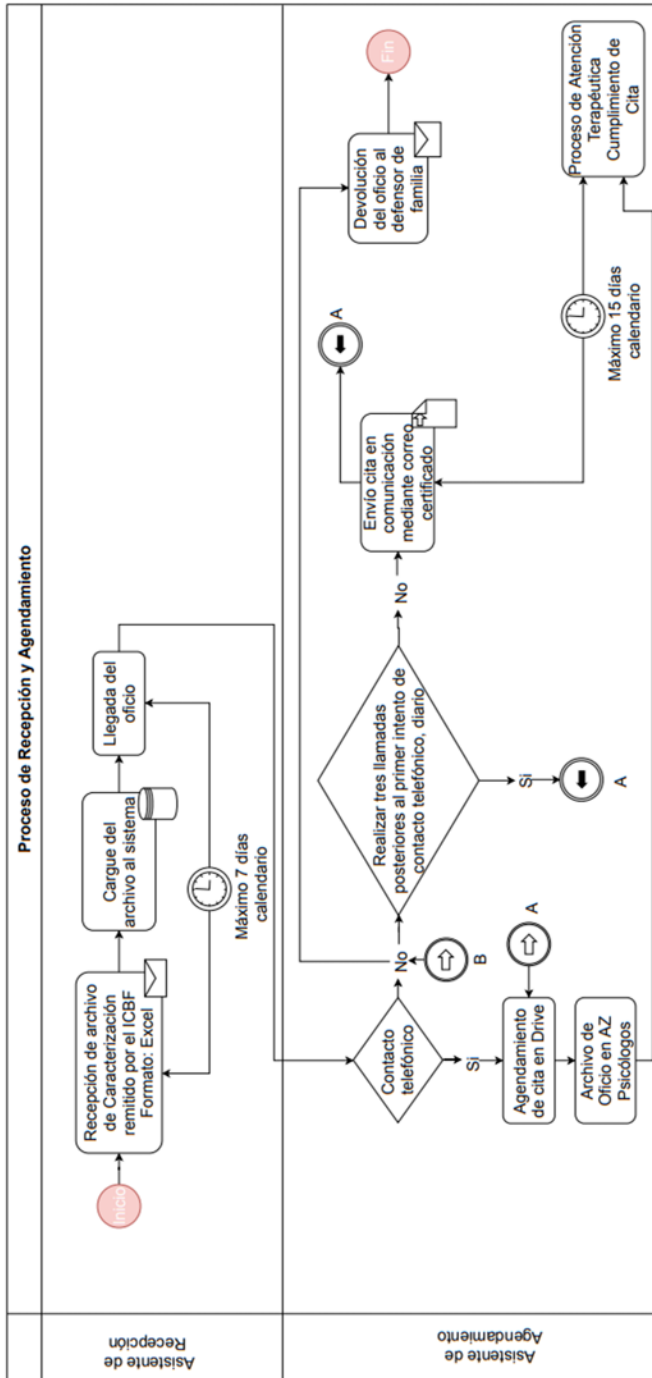 Proceso de Recepción y Agendamiento
Asistente de
Recepción
Inicio
Recepción de archivo
de Caracterización
remitido por el ICBF
Formato: Excel
Cargue del
archivo al sistema
Llegada del
oficio
Máximo 7 días
calendario
Asistente de
Agendamiento
Contacto
telefónico
No
Si
B
Agendamiento
de cita en Drive
A
Archivo de
Oficio en AZ
Psicólogos
Realizar tres llamadas
posteriores al primer intento de
contacto telefónico, diario
No
Si
A
Envío cita en
comunicación
mediante correo
certificado
A
Devolución
del oficio al
defensor de
familia
Fin
Máximo 15 días
calendario
Proceso de Atención
Terapéutica
Cumplimiento de
Cita